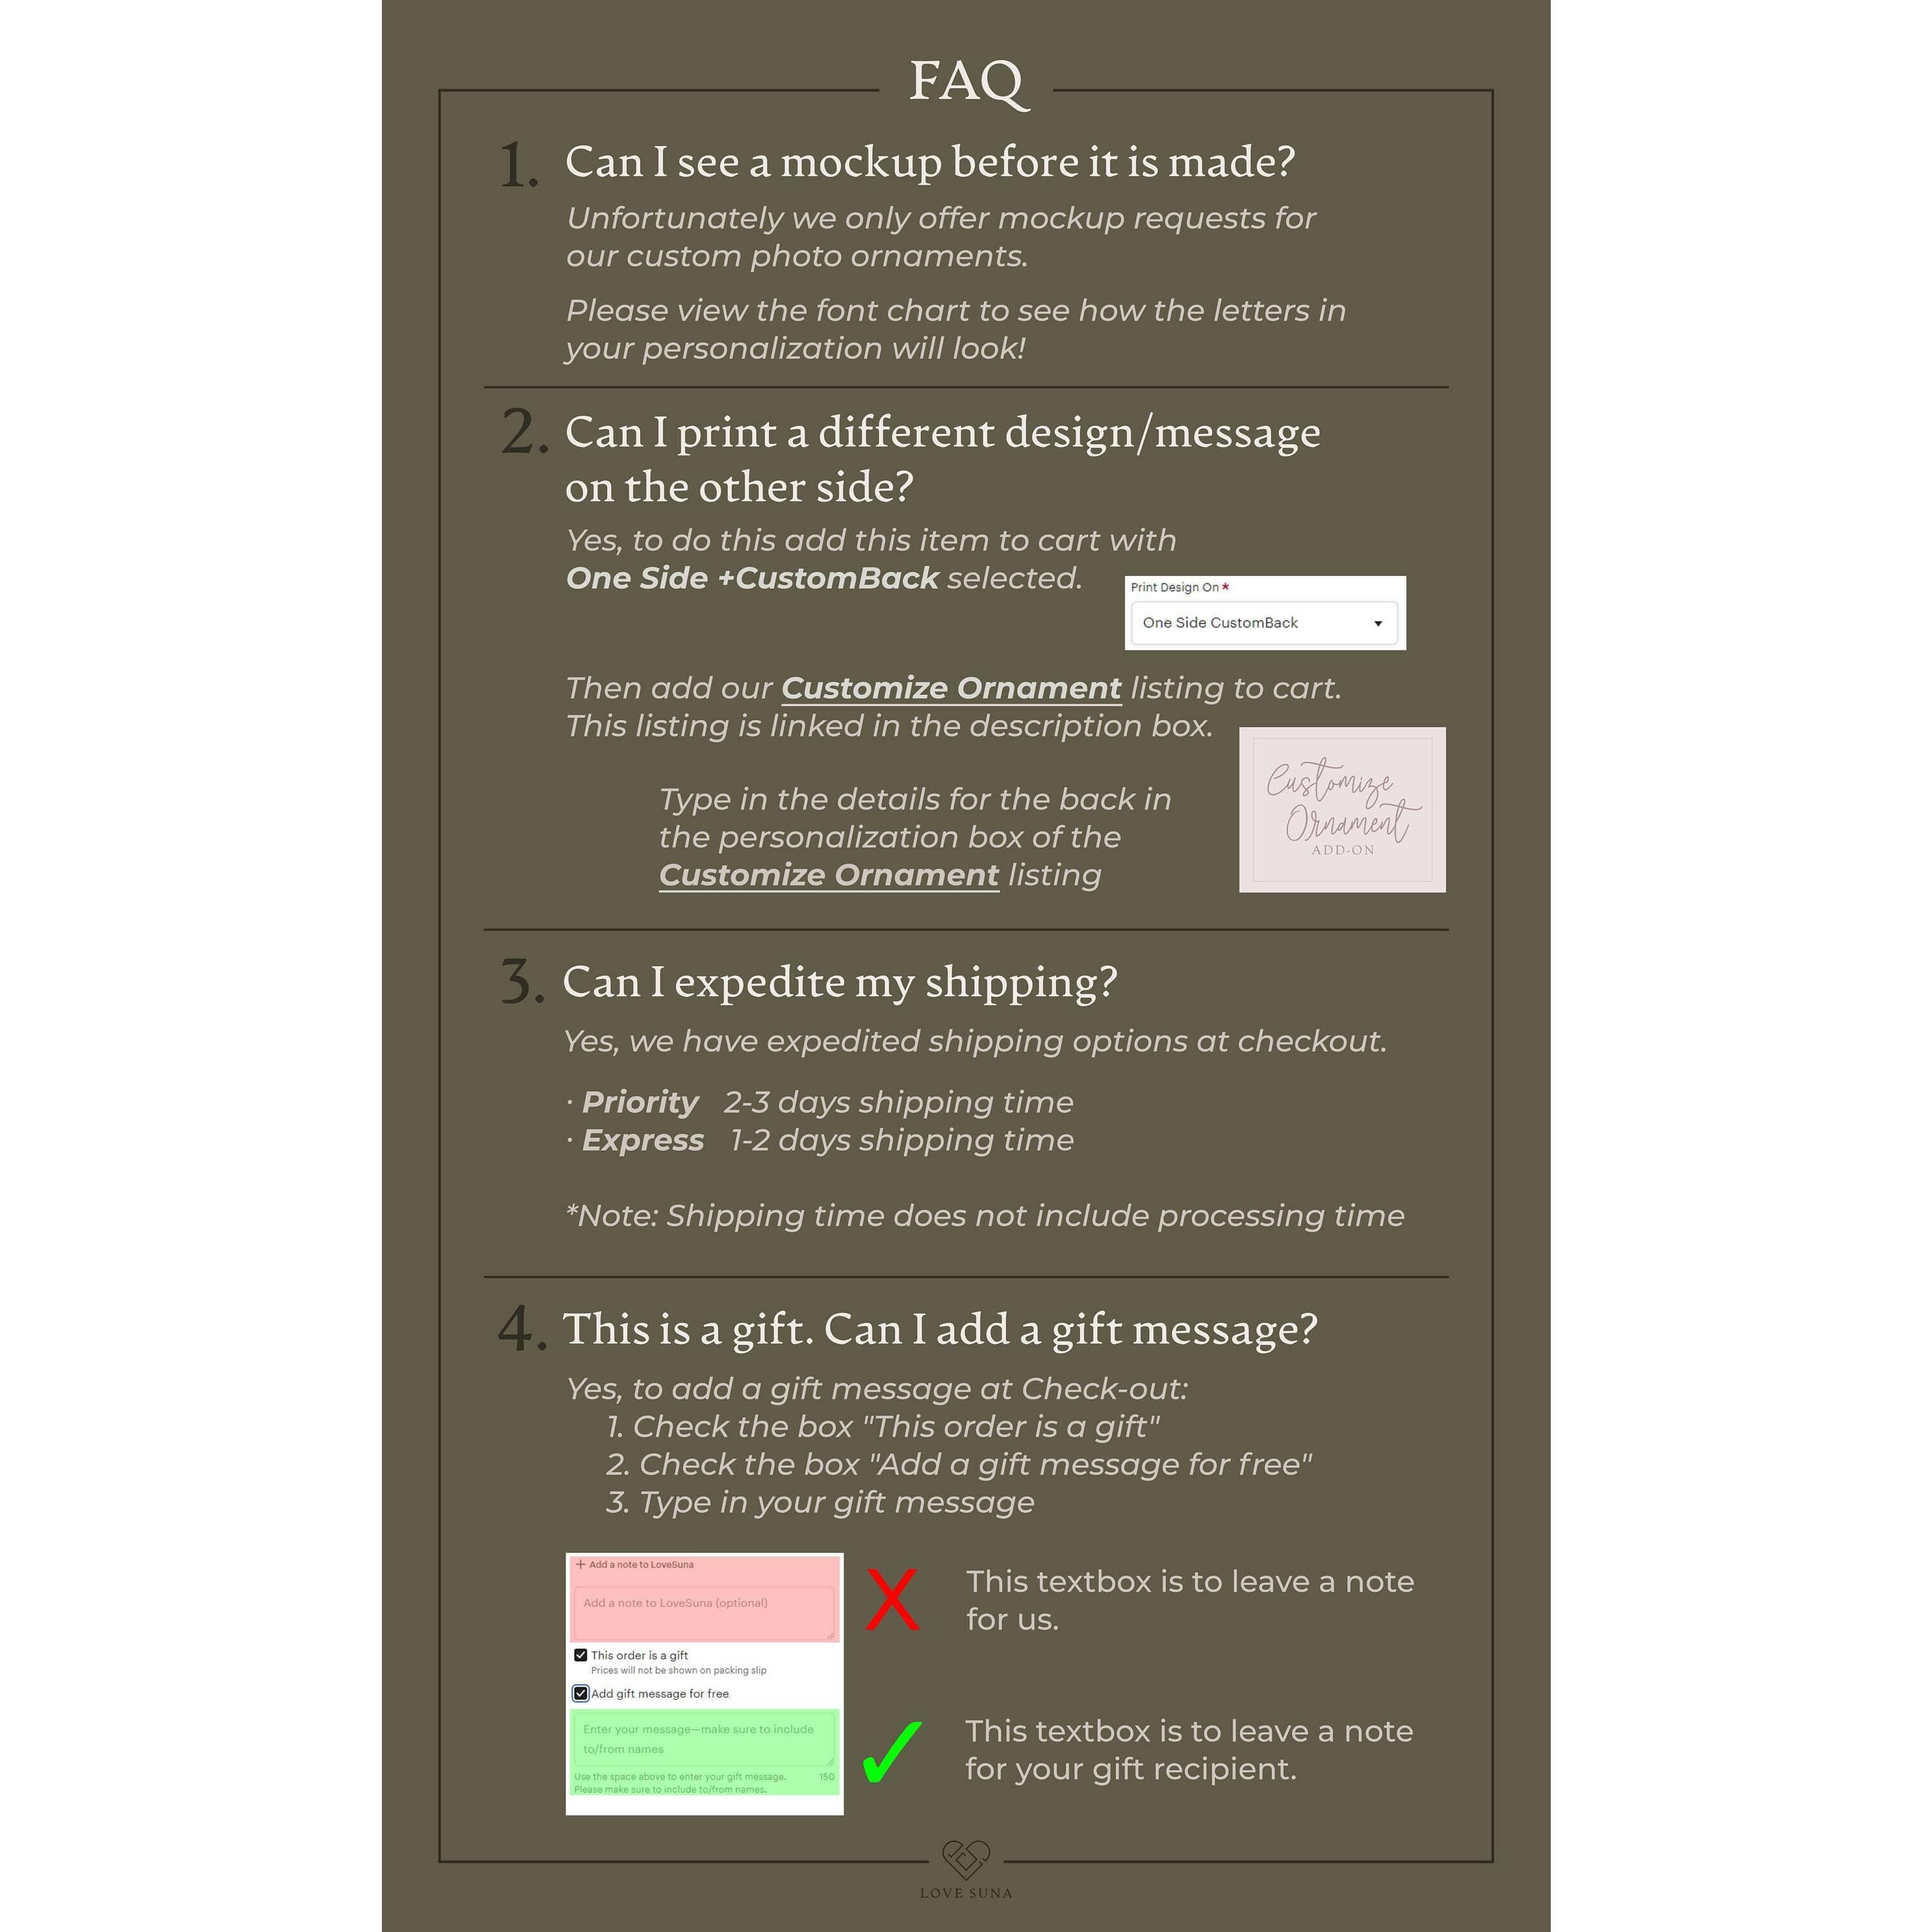 FAQ
1. Can I see a mockup before it is made?
Unfortunately we only offer mockup requests for
our custom photo ornaments.
Please view the font chart to see how the letters in
your personalization will look!
2. Can I print a different design/message
on the other side?
Yes, to do this add this item to cart with
One Side +CustomBack selected.
Print Design On *
One Side CustomBack
Then add our Customize Ornament listing to cart.
This listing is linked in the description box.
Customize
Ornament
ADD-ON
Type in the details for the back in
the personalization box of the
Customize Ornament listing
3. Can I expedite my shipping?
Yes, we have expedited shipping options at checkout.
· Priority 2-3 days shipping time
· Express 1-2 days shipping time
*Note: Shipping time does not include processing time
4. This is a gift. Can I add a gift message?
Yes, to add a gift message at Check-out:
1. Check the box "This order is a gift"
2. Check the box "Add a gift message for free"
3. Type in your gift message
+ Add a note to LoveSuna
Add a note to LoveSuna (optional)
X
This textbox is to leave a note
for us.
This order is a gift
Prices will not be shown on packing slip
Add gift message for free
Enter your message—make sure to include
to/from names
Use the space above to enter your gift message. 150
Please make sure to include to/from names.
This textbox is to leave a note
for your gift recipient.
LOVE SUNA